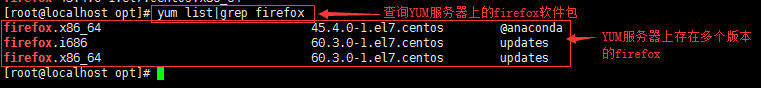 [root@localhost opt]# yum list|grep firefox 查询YUM服务器上的firefox软件包
firefox.x86_64 45.4.0-1.el7.centos @anaconda
firefox.i686 60.3.0-1.el7.centos updates
firefox.x86_64 60.3.0-1.el7.centos updates
[root@localhost opt]#
YUM服务器上存在多个版本
的firefox